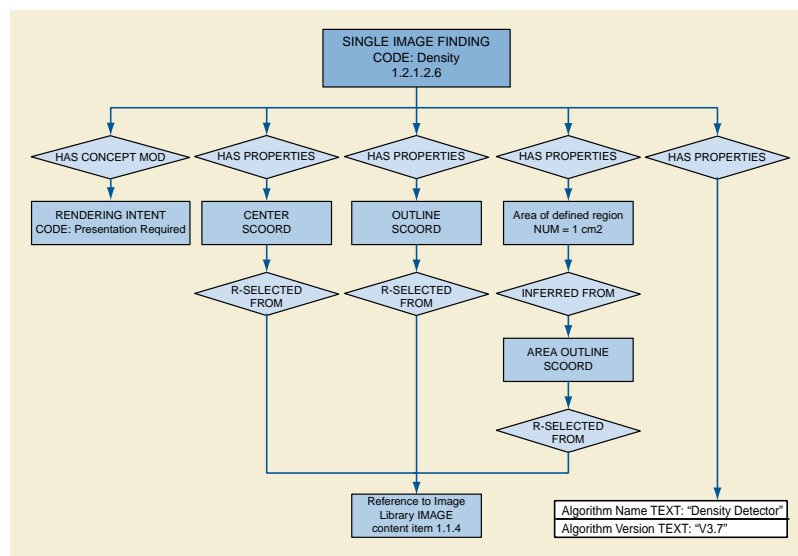 SINGLE IMAGE FINDING
CODE: Density
1.2.1.2.6
HAS CONCEPT MOD
HAS PROPERTIES
HAS PROPERTIES
HAS PROPERTIES
HAS PROPERTIES
RENDERING INTENT
CODE: Presentation Required
CENTER
SCOORD
OUTLINE
SCOORD
Area of defined region
NUM = 1 cm2
R-SELECTED
FROM
R-SELECTED
FROM
INFERRED FROM
AREA OUTLINE
SCOORD
R-SELECTED
FROM
Reference to Image
Library IMAGE
content item 1.1.4
Algorithm Name TEXT: “Density Detector”
Algorithm Version TEXT: “V3.7”